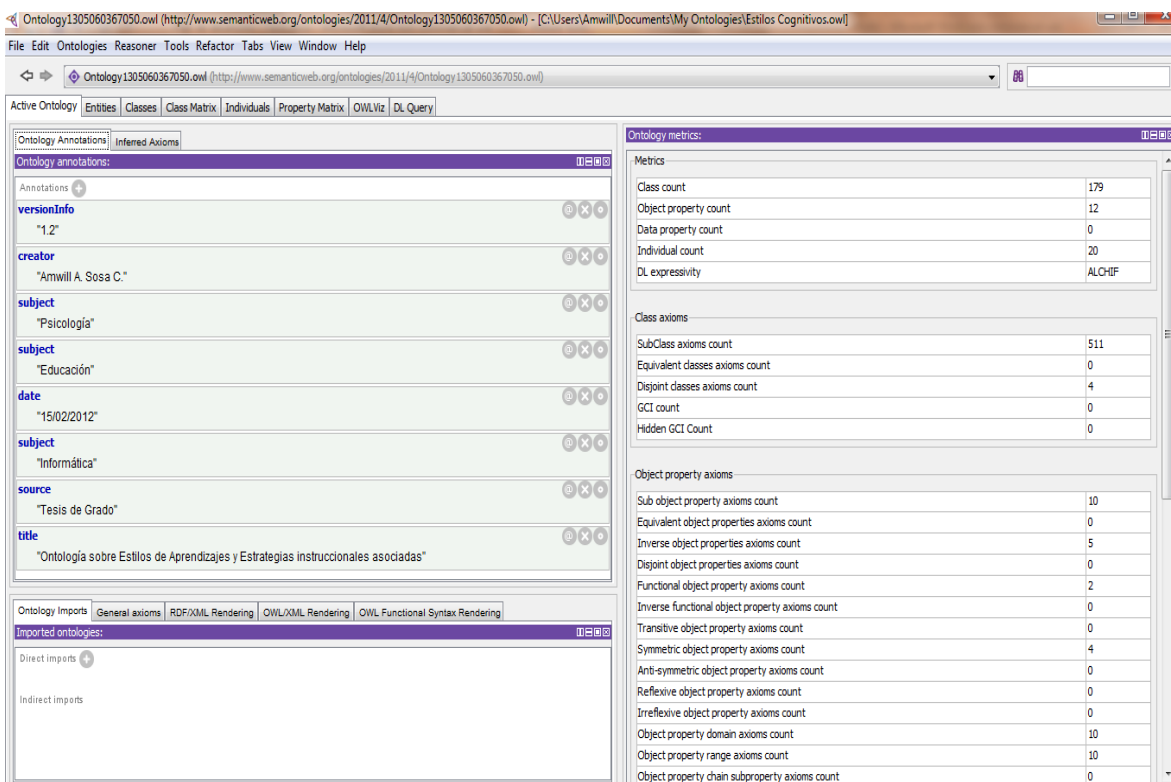 Ontology1305060367050.owl (http://www.semanticweb.org/ontologies/2011/4/Ontology1305060367050.owl) - [C:\Users\Amwill\Documents\My Ontologies\Estilos Cognitivos.owl]
File Edit Ontologies Reasoner Tools Refactor Tabs View Window Help
Ontology1305060367050.owl (http://www.semanticweb.org/ontologies/2011/4/Ontology1305060367050.owl)
Active Ontology Entities Classes Class Matrix Individuals Property Matrix OWLViz DL Query
Ontology Annotations Inferred Axioms
Ontology annotations:
Annotations
versionInfo
"1.2"
creator
"Amwill A. Sosa C."
subject
"Psicología"
subject
"Educación"
date
"15/02/2012"
subject
"Informática"
source
"Tesis de Grado"
title
"Ontología sobre Estilos de Aprendizajes y Estrategias instruccionales asociadas"
Ontology Imports General axioms RDF/XML Rendering OWL/XML Rendering OWL Functional Syntax Rendering
Imported ontologies:
Direct imports
Indirect imports
Ontology metrics:
Metrics
Class count 179
Object property count 12
Data property count 0
Individual count 20
DL expressivity ALCHIF
Class axioms
SubClass axioms count 511
Equivalent classes axioms count 0
Disjoint classes axioms count 4
GCI count 0
Hidden GCI Count 0
Object property axioms
Sub object property axioms count 10
Equivalent object properties axioms count 0
Inverse object properties axioms count 5
Disjoint object properties axioms count 0
Functional object property axioms count 2
Inverse functional object property axioms count 0
Transitive object property axioms count 0
Symmetric object property axioms count 4
Anti-symmetric object property axioms count 0
Reflexive object property axioms count 0
Irreflexive object property axioms count 0
Object property domain axioms count 10
Object property range axioms count 10
Object property chain subproperty axioms count 0